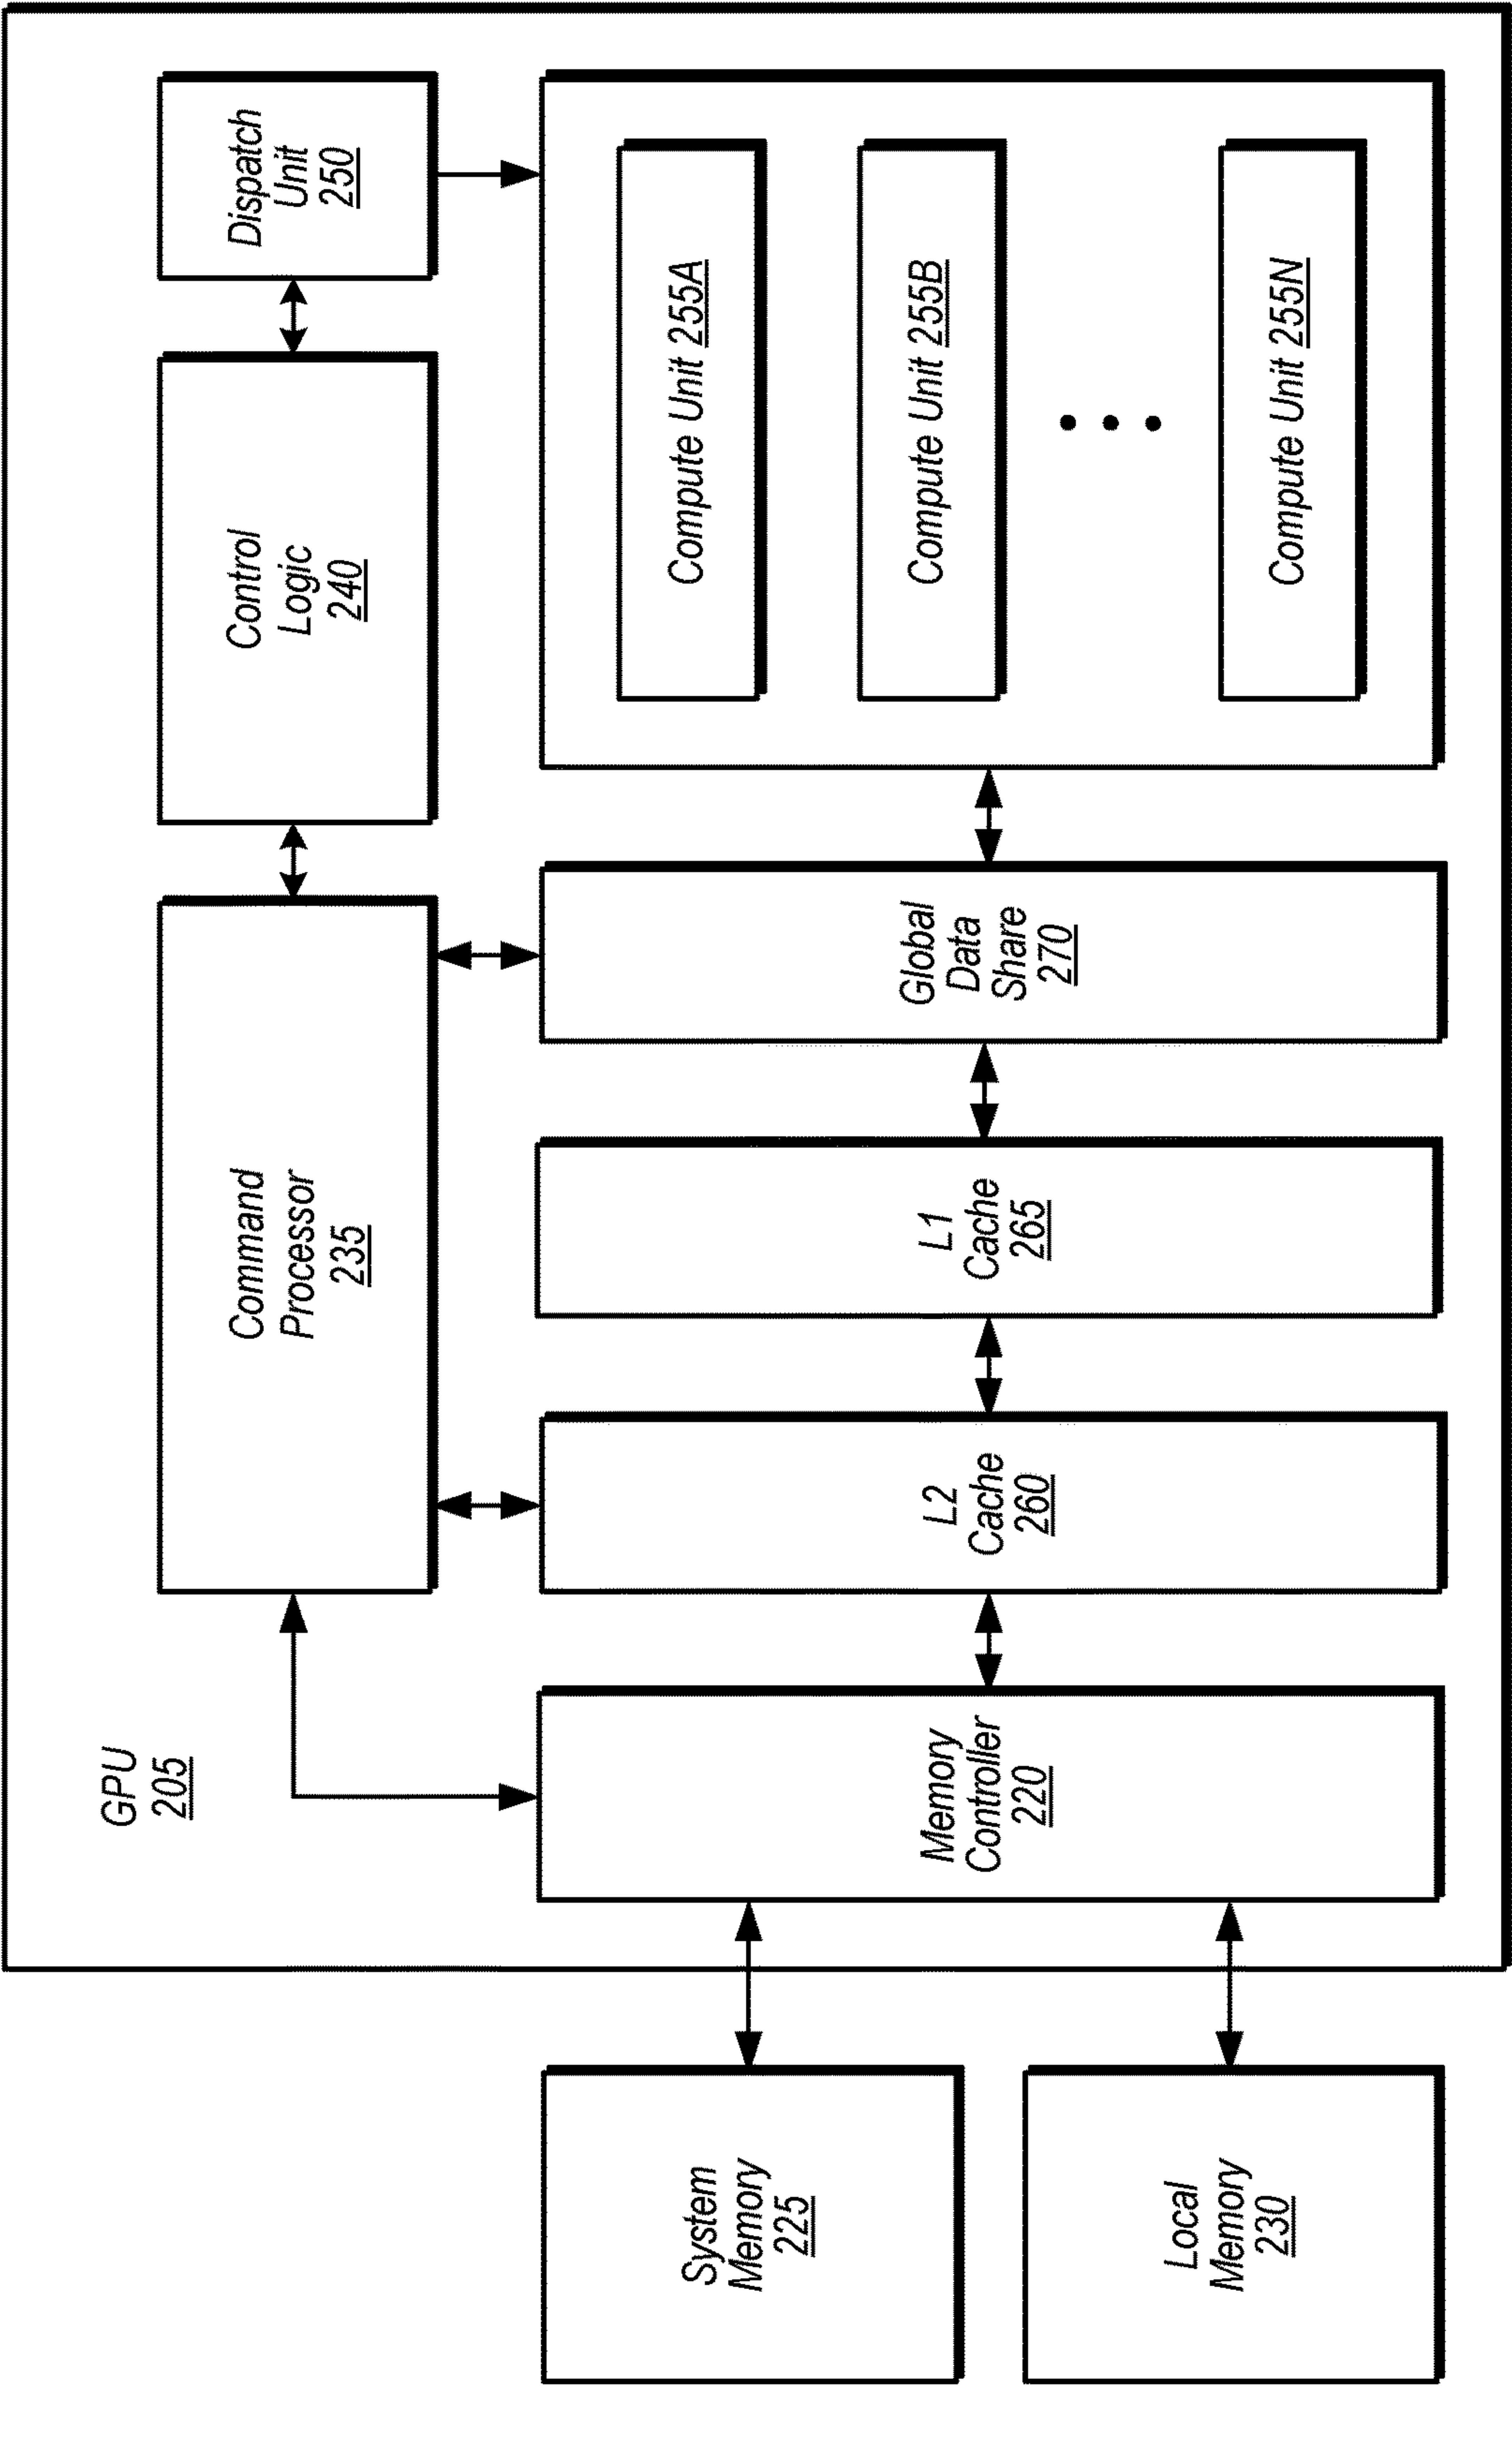 GPU
205
Command
Processor
235
Control
Logic
240
Dispatch
Unit
250
System
Memory
225
Local
Memory
230
Memory
Controller
220
L2
Cache
260
L1
Cache
265
Global
Data
Share
270
Compute Unit 255A
Compute Unit 255B
Compute Unit 255N